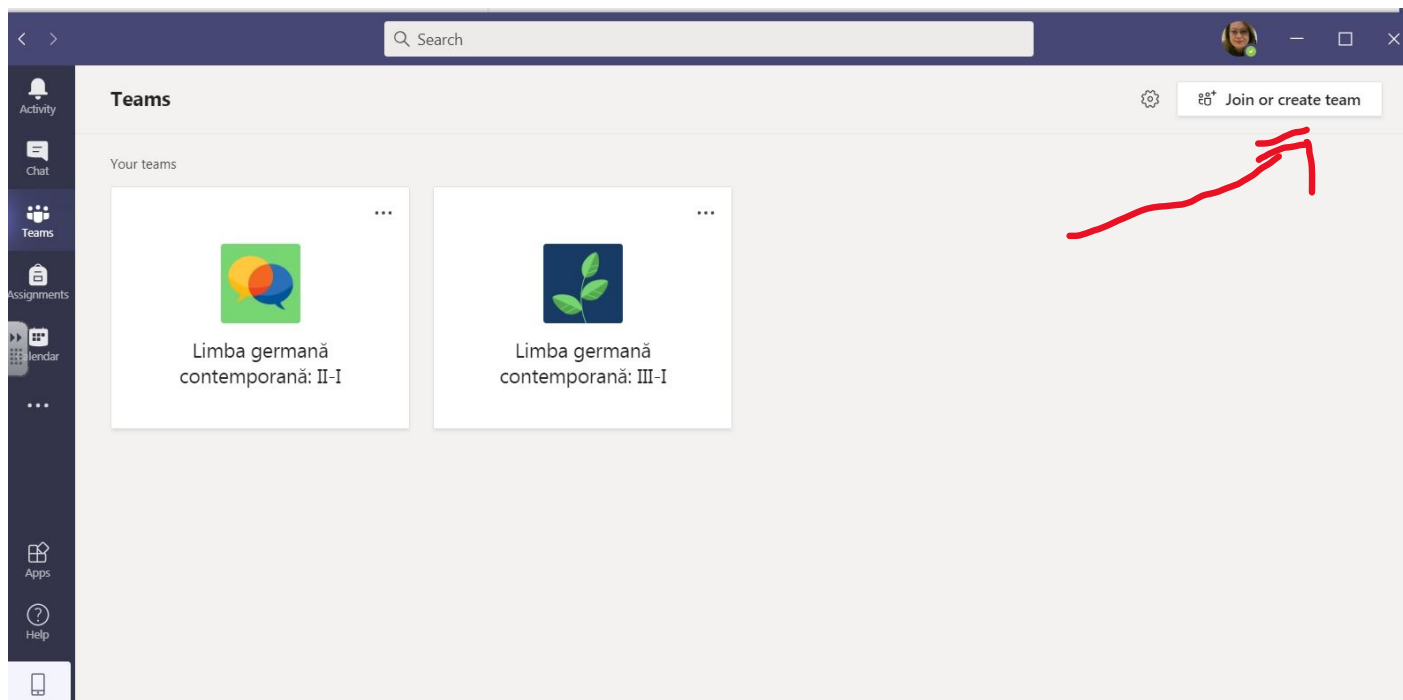 Search
Activity
Chat
Teams
Assignments
lendar
Apps
Help
Teams
Join or create team
Your teams
Limba germană
contemporană: II-I
Limba germană
contemporană: III-I